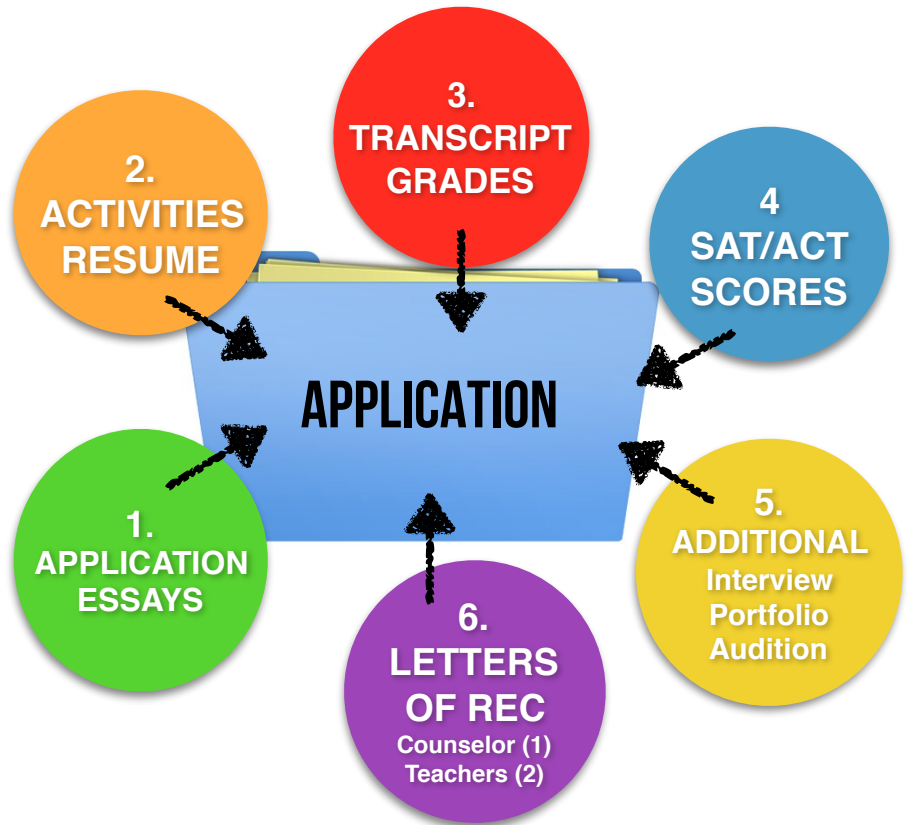 1.
APPLICATION
ESSAYS
2.
ACTIVITIES
RESUME
3.
TRANSCRIPT
GRADES
4
SAT/ACT
SCORES
5.
ADDITIONAL
Interview
Portfolio
Audition
6.
LETTERS
OF REC
Counselor (1)
Teachers (2)
APPLICATION